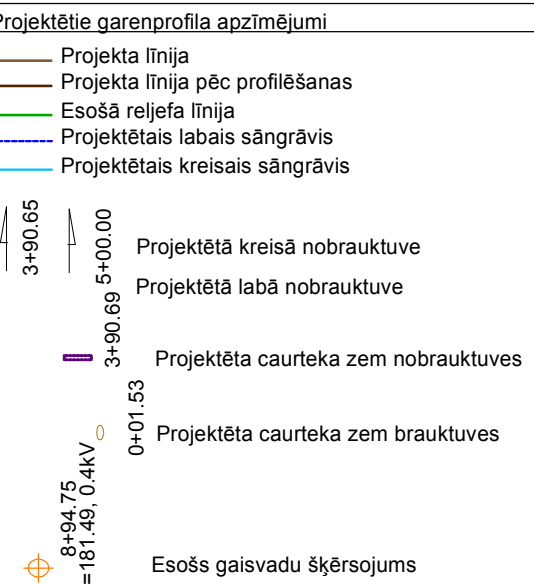 Projektētie garenprofila apzīmējumi
Projekta līnija
Projekta līnija pēc profilēšanas
Esošā reljefa līnija
Projektētais labais sāngrāvis
Projektētais kreisais sāngrāvis
3+90.65
5+00.00
Projektētā kreisā nobrauktuve
Projektētā labā nobrauktuve
3+90.69
Projektēta caurteka zem nobrauktuves
0+01.53
Projektēta caurteka zem brauktuves
8+94.75
=181.49, 0.4kV
Esošs gaisvadu šķērsojums